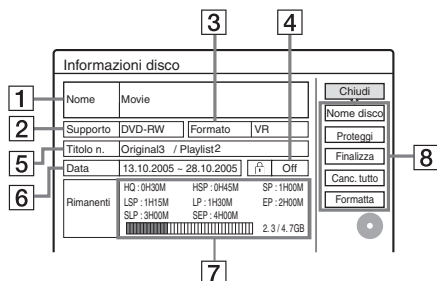 3 4
Informazioni disco
1 Nome Movie Chiudi
Nome disco
2 Supporto DVD-RW Formato VR
Proteggi
5 Titolo n. Original3 / Playlist2
Finalizza 8
6 Data 13.10.2005 ~ 28.10.2005 Off
Canc. tutto
Rimanenti HQ : 0H30M HSP : 0H45M SP : 1H00M
Formatta
LSP : 1H15M LP : 1H30M EP : 2H00M
SLP : 3H00M SEP : 4H00M
2. 3 / 4. 7GB
7